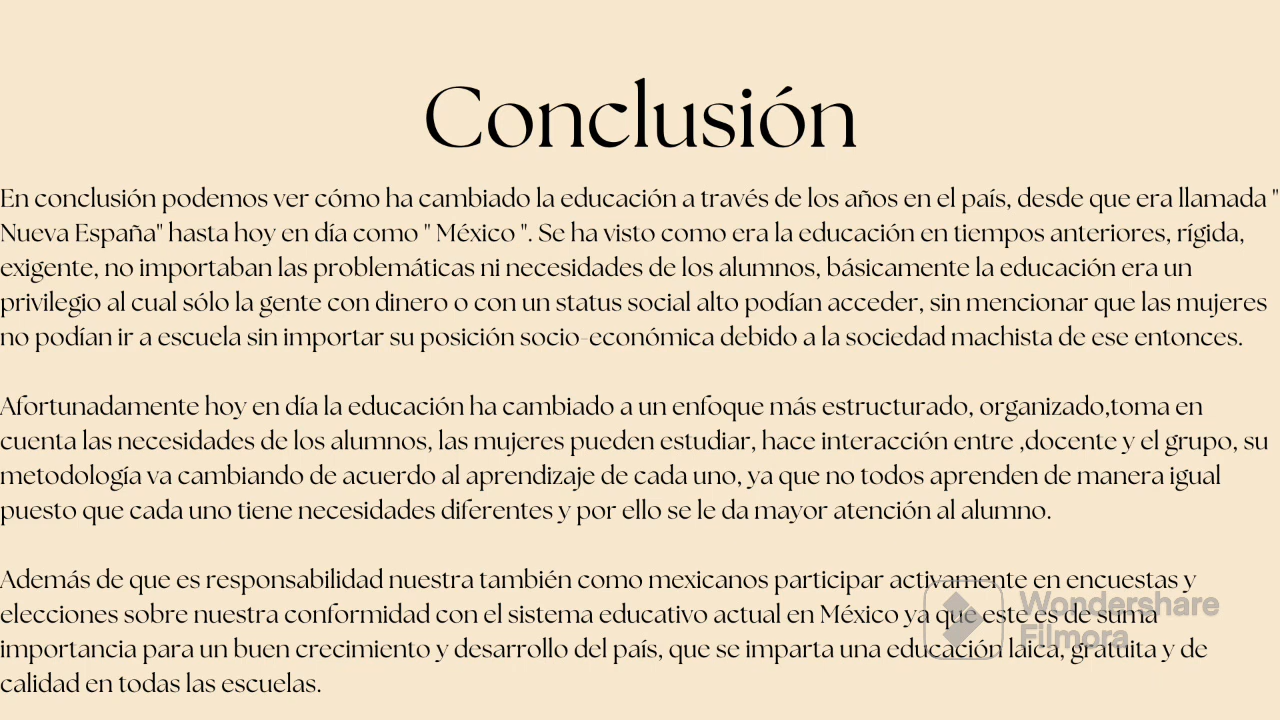 Conclusión
En conclusión podemos ver cómo ha cambiado la educación a través de los años en el país, desde que era llamada "
Nueva España" hasta hoy en día como " México ". Se ha visto como era la educación en tiempos anteriores, rígida,
exigente, no importaban las problemáticas ni necesidades de los alumnos, básicamente la educación era un
privilegio al cual sólo la gente con dinero o con un status social alto podían acceder, sin mencionar que las mujeres
no podían ir a escuela sin importar su posición socio-económica debido a la sociedad machista de ese entonces.
Afortunadamente hoy en día la educación ha cambiado a un enfoque más estructurado, organizado,toma en
cuenta las necesidades de los alumnos, las mujeres pueden estudiar, hace interacción entre ,docente y el grupo, su
metodología va cambiando de acuerdo al aprendizaje de cada uno, ya que no todos aprenden de manera igual
puesto que cada uno tiene necesidades diferentes y por ello se le da mayor atención al alumno.
Además de que es responsabilidad nuestra también como mexicanos participar activamente en encuestas y
elecciones sobre nuestra conformidad con el sistema educativo actual en México ya que este es de suma
importancia para un buen crecimiento y desarrollo del país, que se imparta una educación laica, gratuita y de
calidad en todas las escuelas.
Wondershare
Filmora